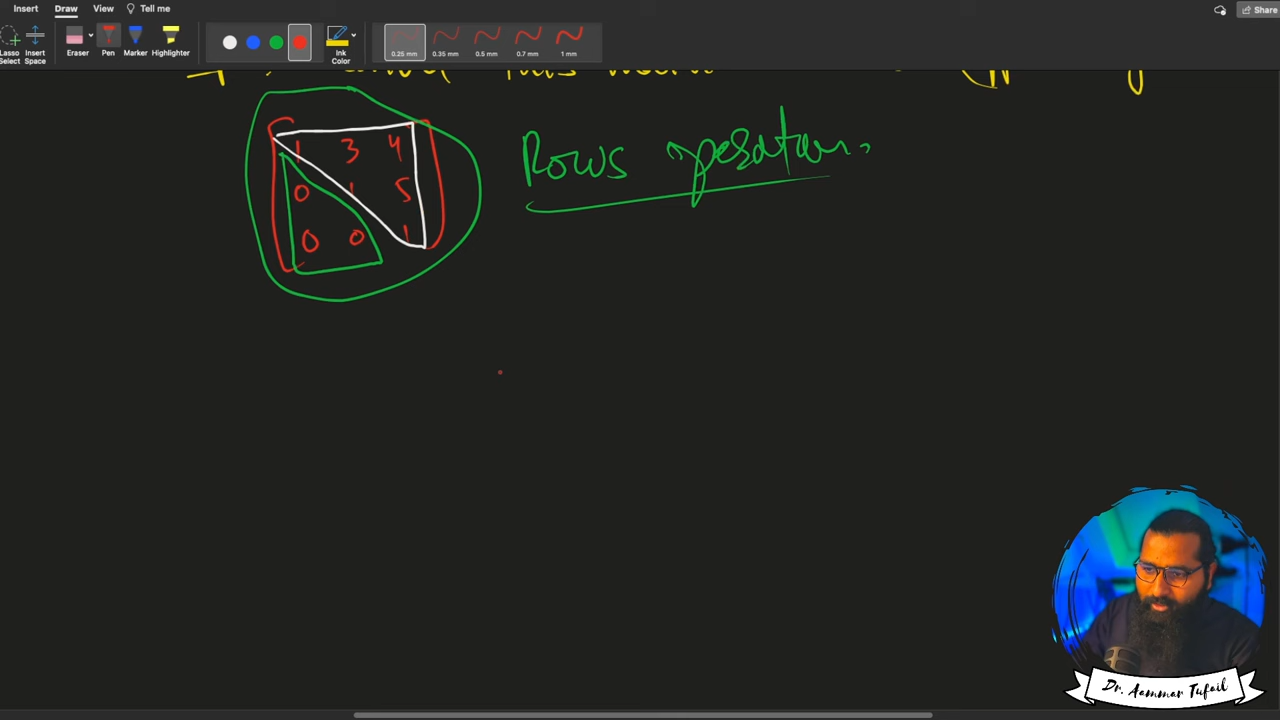 Insert Draw View Tell me
Share
Lasso Select
Insert Space
Eraser
Pen
Marker
Highlighter
Ink Color
0.25 mm
0.35 mm
0.5 mm
0.7 mm
1 mm
1 3 4
0 1 5
0 0 1
Rows operation
Dr. Aammar Tufail